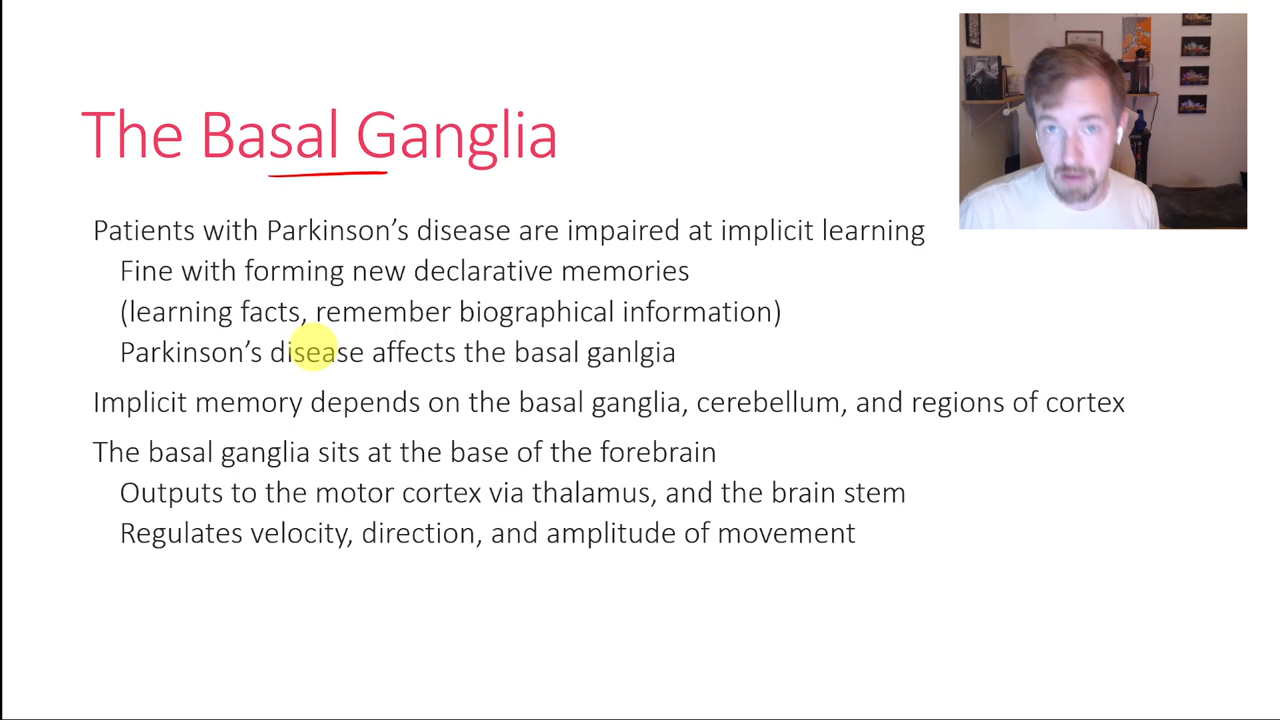 The Basal Ganglia
Patients with Parkinson’s disease are impaired at implicit learning
Fine with forming new declarative memories
(learning facts, remember biographical information)
Parkinson’s disease affects the basal ganlgia
Implicit memory depends on the basal ganglia, cerebellum, and regions of cortex
The basal ganglia sits at the base of the forebrain
Outputs to the motor cortex via thalamus, and the brain stem
Regulates velocity, direction, and amplitude of movement